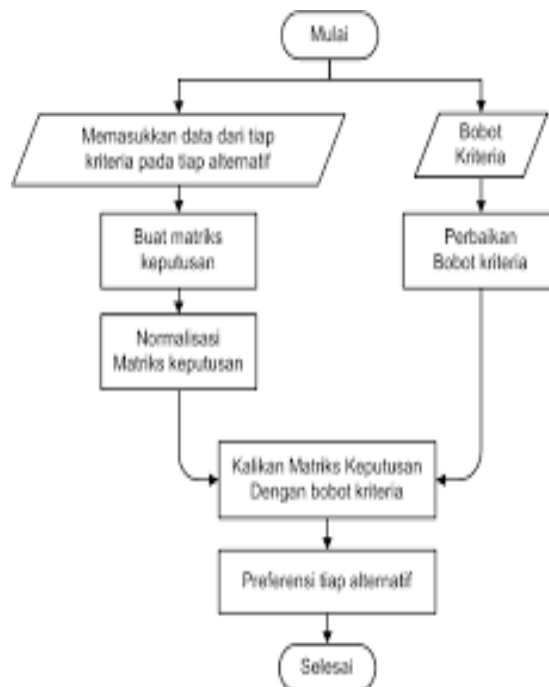 Mulai
Memasukkan data dari tiap
kriteria pada tiap alternatif
Bobot
Kriteria
Buat matriks
keputusan
Perbaikan
Bobot kriteria
Normalisasi
Matriks keputusan
Kalikan Matriks Keputusan
Dengan bobot kriteria
Preferensi tiap alternatif
Selesai